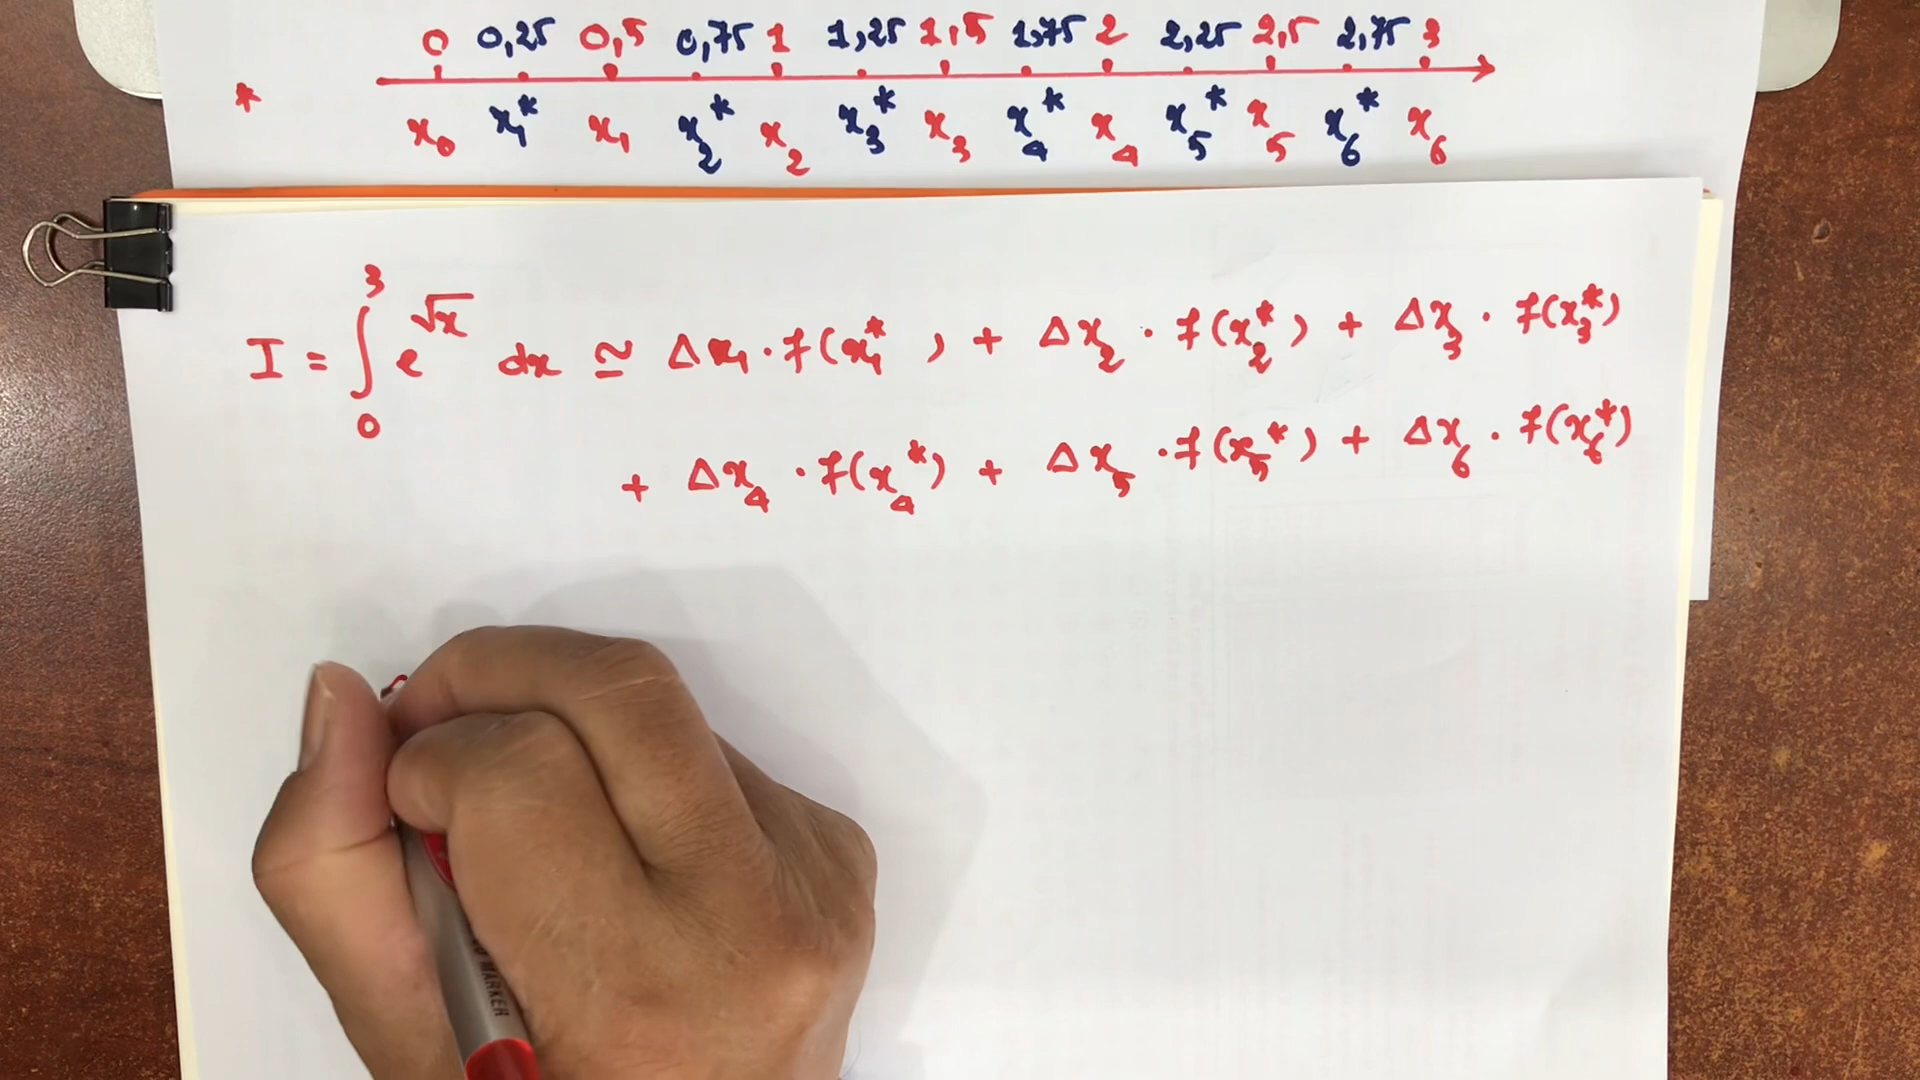 0 0,25 0,5 0,75 1 1,25 1,5 1,75 2 2,25 2,5 2,75 3
* x₀ x₁* x₁ x₂* x₂ x₃* x₃ x₄* x₄ x₅* x₅ x₆* x₆
I = ∫₀³ e^√x dx ≃ Δx₁ · f(x₁*) + Δx₂ · f(x₂*) + Δx₃ · f(x₃*)
+ Δx₄ · f(x₄*) + Δx₅ · f(x₅*) + Δx₆ · f(x₆*)
MARKER